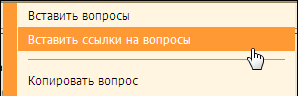 Вставить вопросы
Вставить ссылки на вопросы
Копировать вопрос